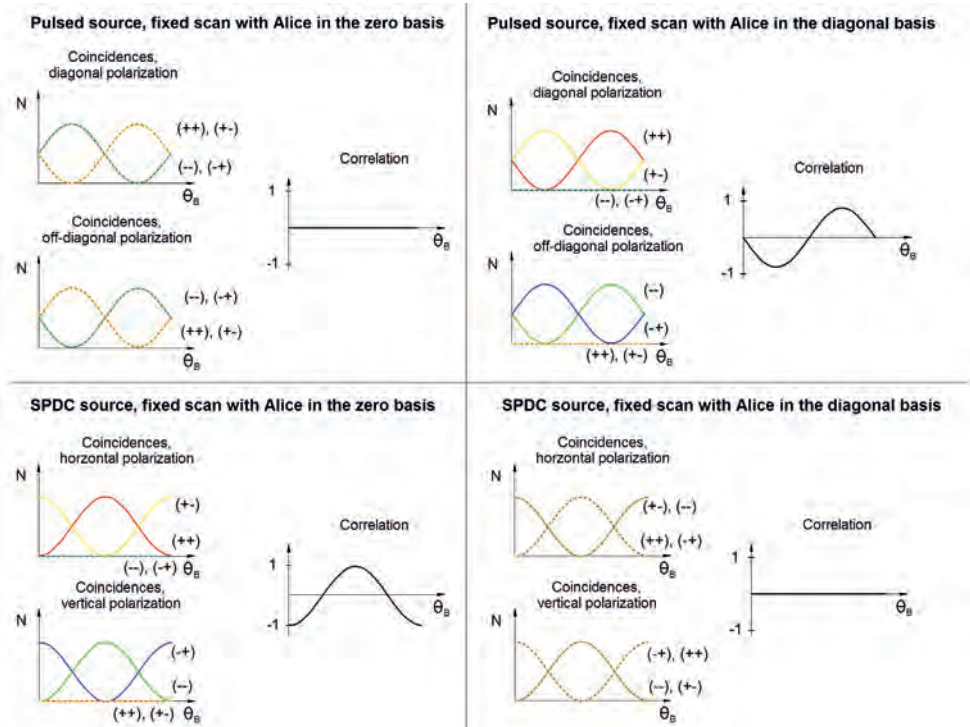 Pulsed source, fixed scan with Alice in the zero basis
Coincidences,
diagonal polarization
N
(++), (+-)
(--), (-+)
θB
Correlation
1
-1
θB
Coincidences,
off-diagonal polarization
N
(--), (-+)
(++), (+-)
θB
Pulsed source, fixed scan with Alice in the diagonal basis
Coincidences,
diagonal polarization
N
(++)
(+-)
(--), (-+) θB
Correlation
1
-1
θB
Coincidences,
off-diagonal polarization
N
(--)
(-+)
(++), (+-) θB
SPDC source, fixed scan with Alice in the zero basis
Coincidences,
horzontal polarization
N
(+-)
(++)
(--), (-+) θB
Correlation
1
-1
θB
Coincidences,
vertical polarization
N
(-+)
(--)
(++), (+-) θB
SPDC source, fixed scan with Alice in the diagonal basis
Coincidences,
horzontal polarization
N
(+-), (--)
(++), (-+)
θB
Correlation
1
-1
θB
Coincidences,
vertical polarization
N
(-+), (++)
(--), (+-)
θB